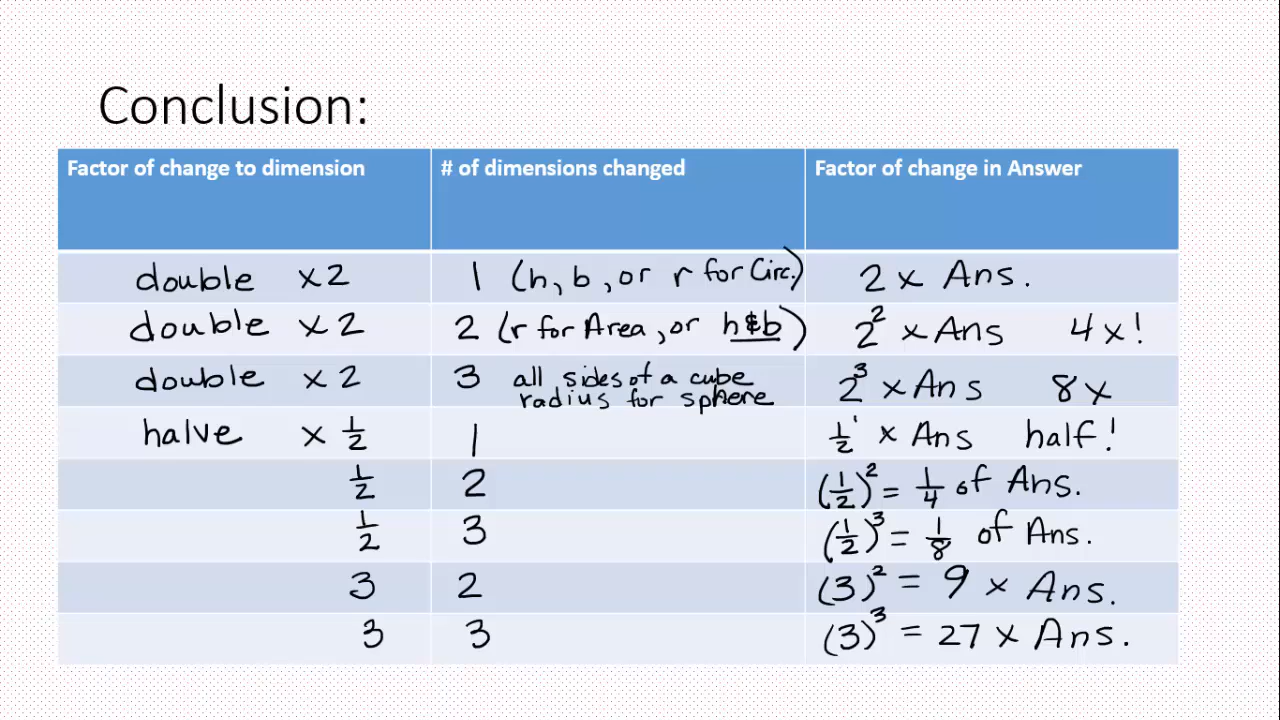 Conclusion:
Factor of change to dimension # of dimensions changed Factor of change in Answer
double x2 1 (h, b, or r for Circ.) 2 x Ans.
double x2 2 (r for Area, or h&b) 2² x Ans 4x!
double x2 3 all sides of a cube radius for sphere 2³ x Ans 8x
halve x ½ 1 ½¹ x Ans half!
½ 2 (½)² = ¼ of Ans.
½ 3 (½)³ = ⅛ of Ans.
3 2 (3)² = 9 x Ans.
3 3 (3)³ = 27 x Ans.